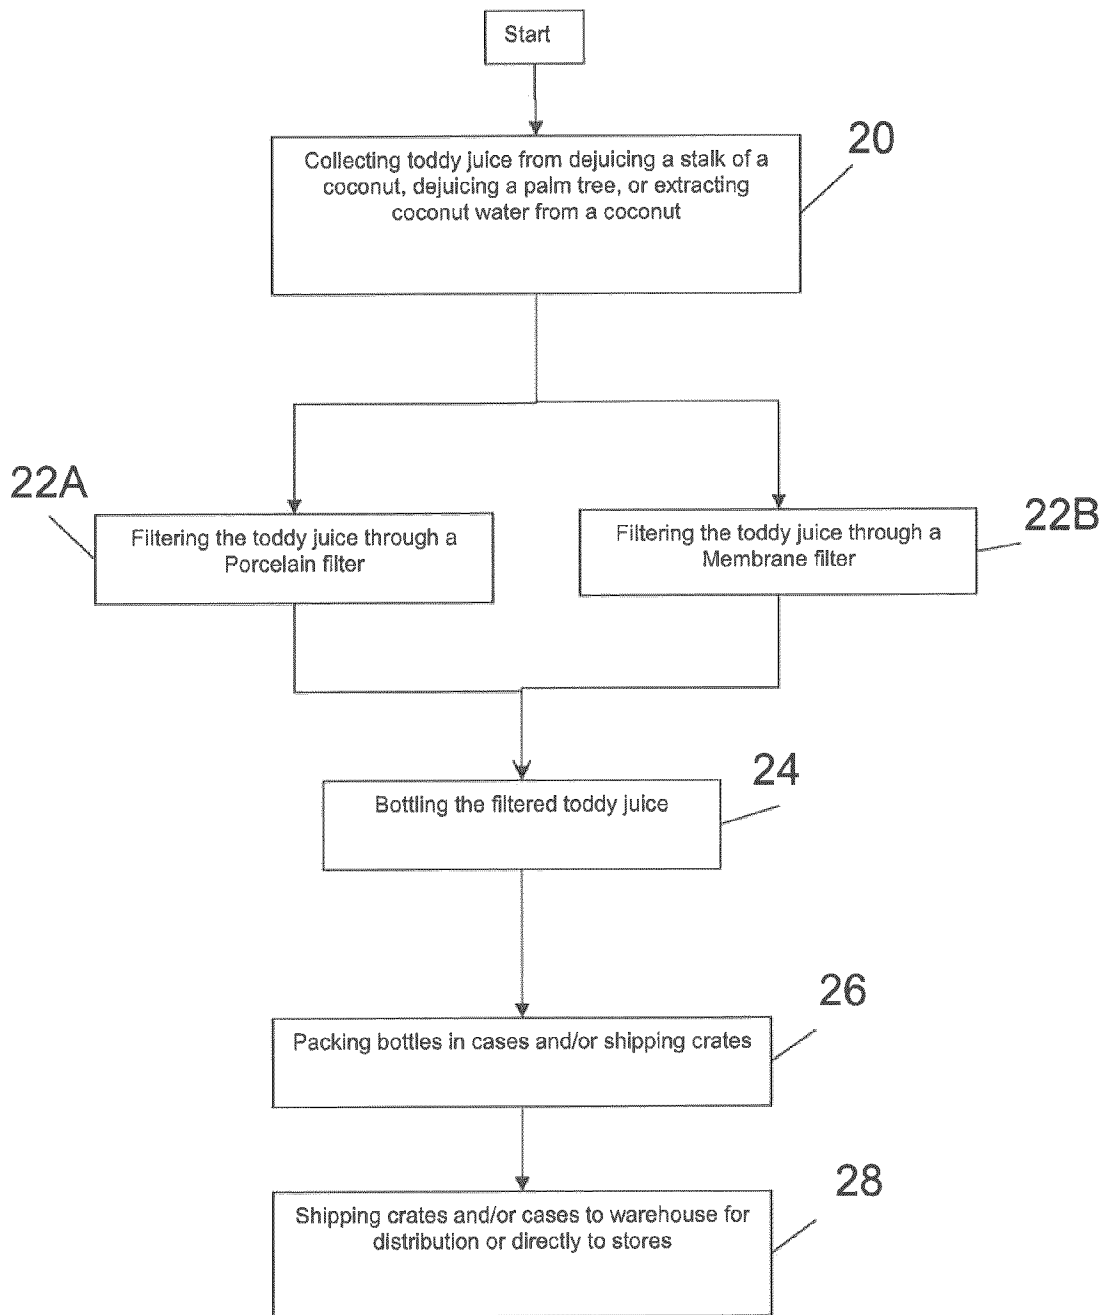 Start
20
Collecting toddy juice from dejuicing a stalk of a
coconut, dejuicing a palm tree, or extracting
coconut water from a coconut
22A
Filtering the toddy juice through a
Porcelain filter
22B
Filtering the toddy juice through a
Membrane filter
24
Bottling the filtered toddy juice
26
Packing bottles in cases and/or shipping crates
28
Shipping crates and/or cases to warehouse for
distribution or directly to stores